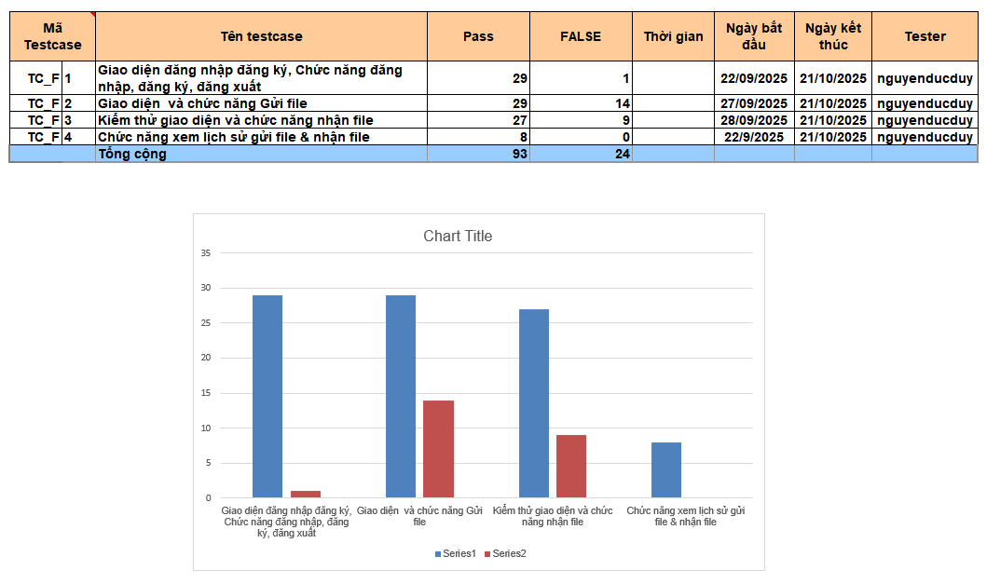 Mã Testcase Tên testcase Pass FALSE Thời gian Ngày bắt đầu Ngày kết thúc Tester
TC_F 1 Giao diện đăng nhập đăng ký, Chức năng đăng nhập, đăng ký, đăng xuất 29 1 22/09/2025 21/10/2025 nguyenducduy
TC_F 2 Giao diện  và chức năng Gửi file 29 14 27/09/2025 21/10/2025 nguyenducduy
TC_F 3 Kiểm thử giao diện và chức năng nhận file 27 9 28/09/2025 21/10/2025 nguyenducduy
TC_F 4 Chức năng xem lịch sử gửi file & nhận file 8 0 22/9/2025 21/10/2025 nguyenducduy
Tổng cộng 93 24
Chart Title
35
30
25
20
15
10
5
0
Giao diện đăng nhập đăng ký,
Chức năng đăng nhập, đăng
ký, đăng xuất
Giao diện  và chức năng Gửi
file
Kiểm thử giao diện và chức
năng nhận file
Chức năng xem lịch sử gửi
file & nhận file
Series1 Series2